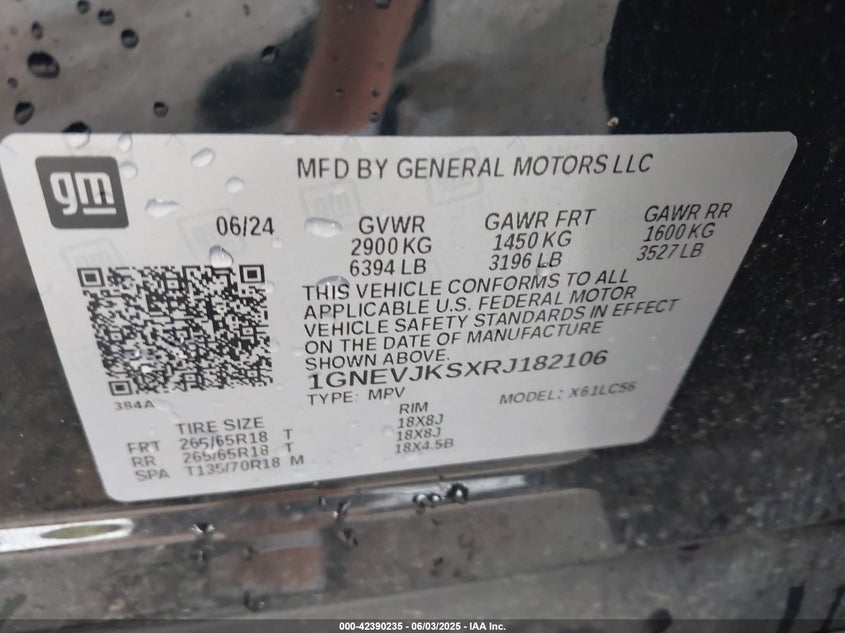 gm
MFD BY GENERAL MOTORS LLC
06/24
GVWR
2900 KG
6394 LB
GAWR FRT
1450 KG
3196 LB
GAWR RR
1600 KG
3527 LB
THIS VEHICLE CONFORMS TO ALL
APPLICABLE U.S. FEDERAL MOTOR
VEHICLE SAFETY STANDARDS IN EFFECT
ON THE DATE OF MANUFACTURE
SHOWN ABOVE.
1GNEVJKSXRJ182106
TYPE: MPV
MODEL: X61LC56
384A
TIRE SIZE RIM
FRT 265/65R18 T 18X8J
RR 265/65R18 T 18X8J
SPA T135/70R18 M 18X4.5B
000-42390235 - 06/03/2025 - IAA Inc.